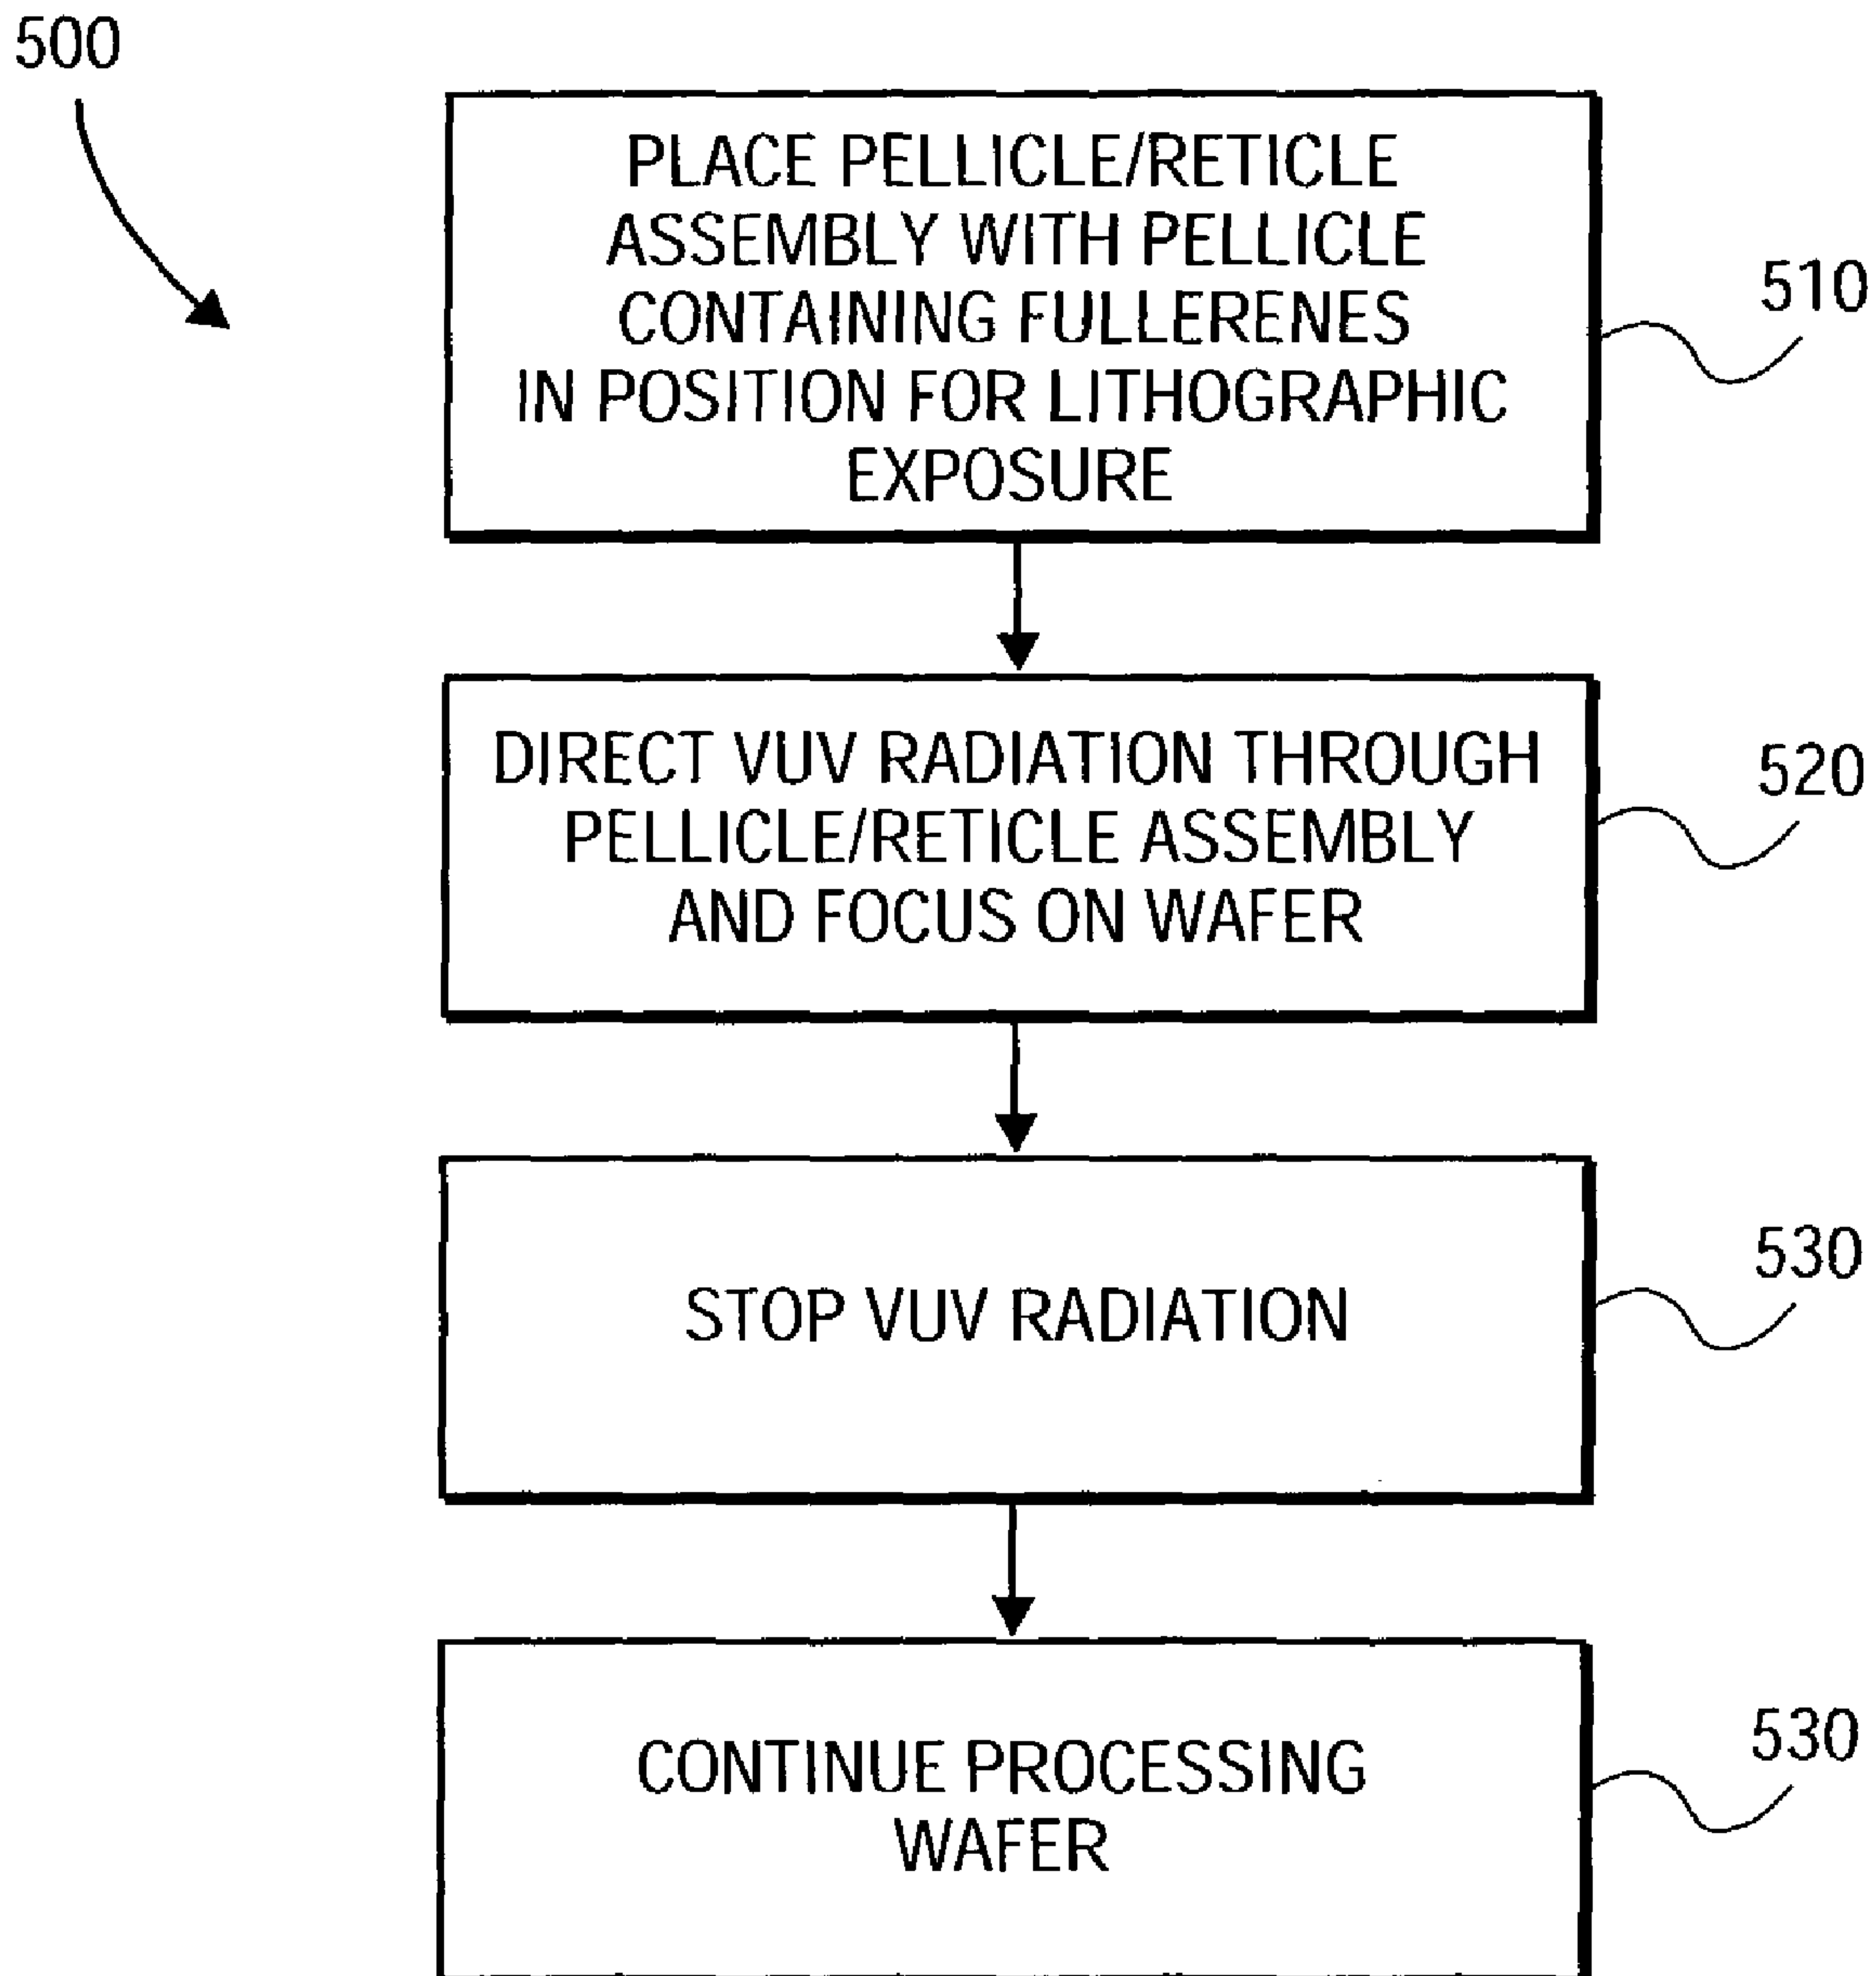 500
PLACE PELLICLE/RETICLE
ASSEMBLY WITH PELLICLE
CONTAINING FULLERENES
IN POSITION FOR LITHOGRAPHIC
EXPOSURE
510
DIRECT VUV RADIATION THROUGH
PELLICLE/RETICLE ASSEMBLY
AND FOCUS ON WAFER
520
STOP VUV RADIATION
530
CONTINUE PROCESSING
WAFER
530